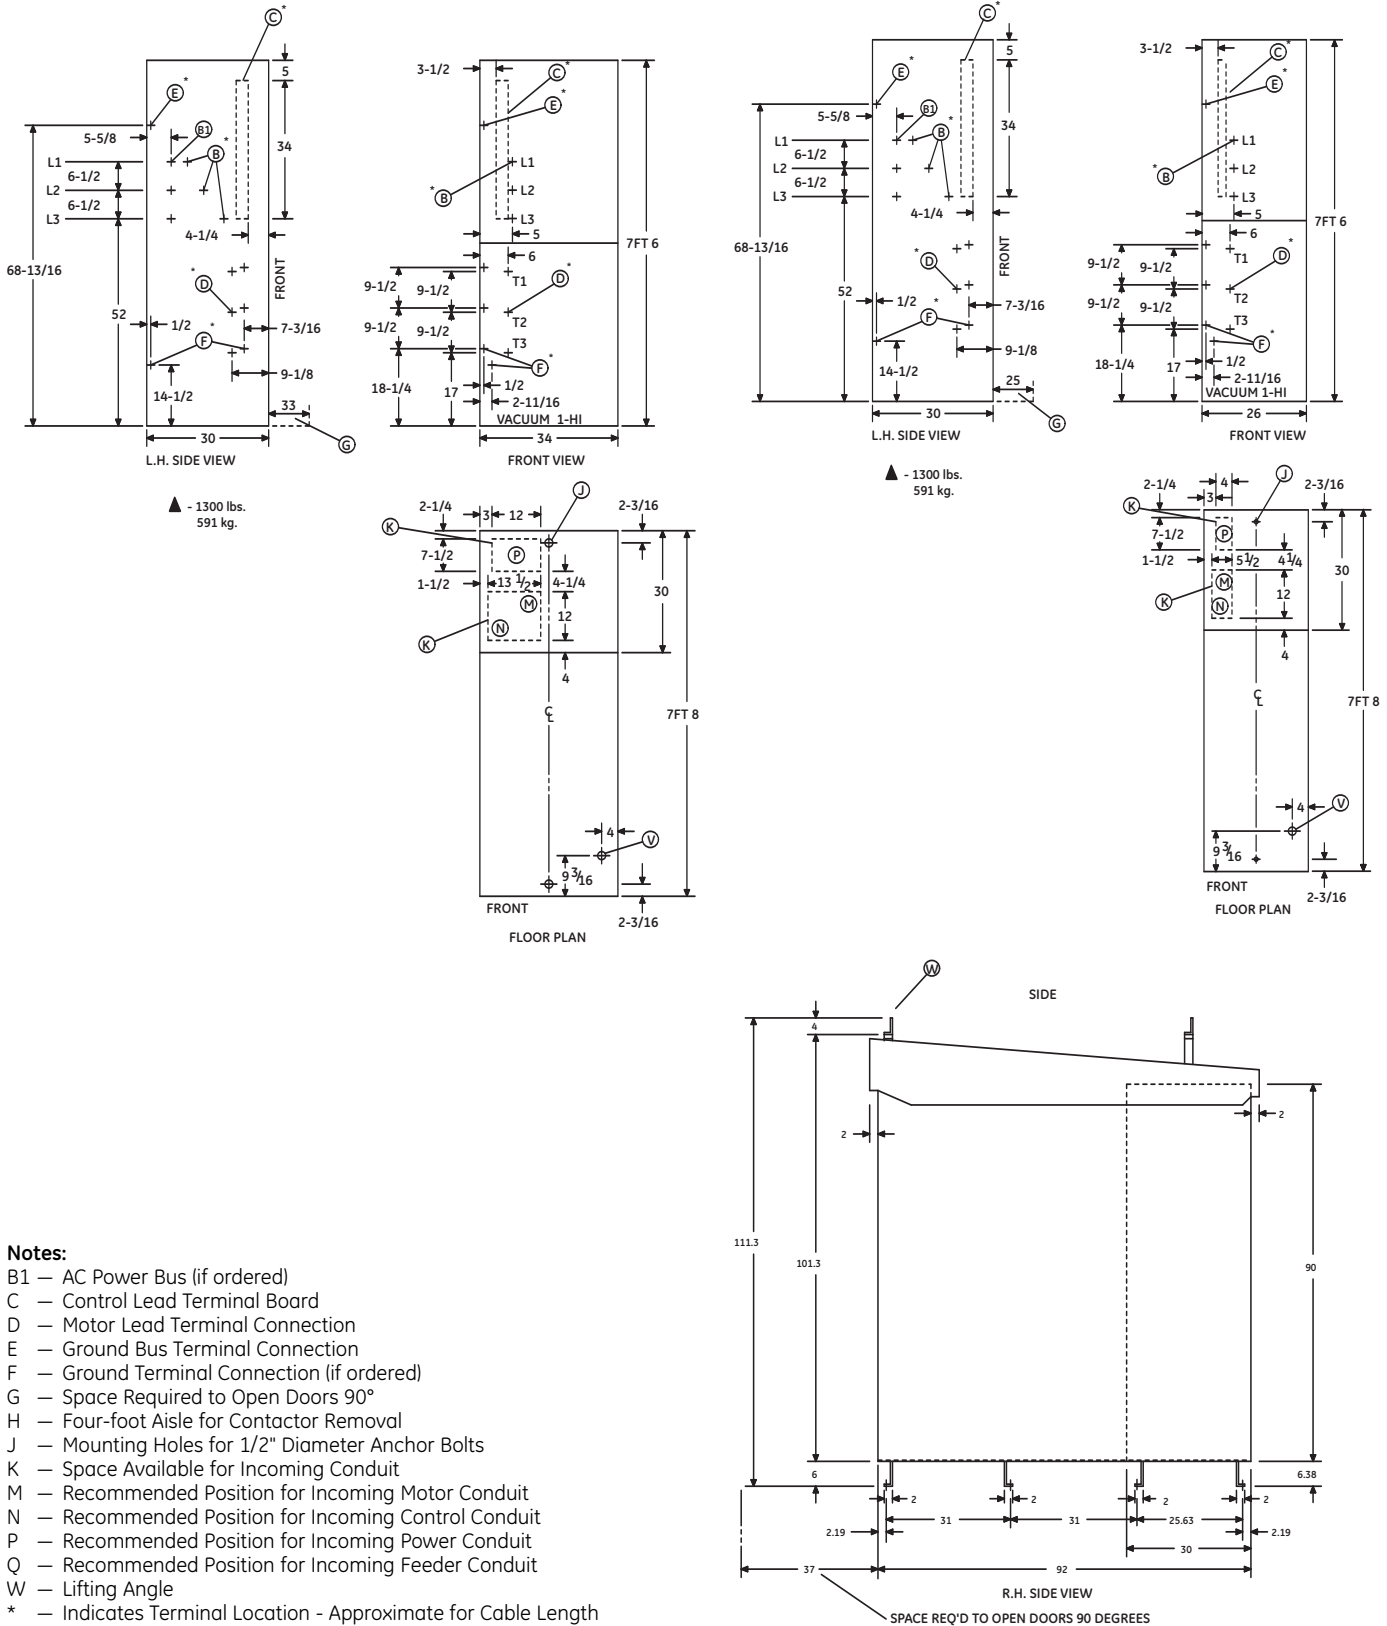 C *
5
E *
5-5/8
B1
B *
34
L1
6-1/2
L2
6-1/2
L3
4-1/4
68-13/16
D *
FRONT
52
1/2
F *
7-3/16
9-1/8
14-1/2
33
G
30
L.H. SIDE VIEW
▲ - 1300 lbs.
591 kg.
3-1/2
C *
E *
L1
L2
* B
L3
5
6
7FT 6
T1
D *
9-1/2
9-1/2
T2
9-1/2
9-1/2
T3
F *
18-1/4
17
1/2
2-11/16
VACUUM 1-HI
34
FRONT VIEW
J
2-1/4
3
12
2-3/16
K
P
7-1/2
1-1/2
13 1/2
4-1/4
M
12
30
N
K
4
CL
7FT 8
4
V
9 3/16
FRONT
2-3/16
FLOOR PLAN
C *
5
E *
5-5/8
B1
B *
34
L1
6-1/2
L2
6-1/2
L3
4-1/4
68-13/16
* D
FRONT
52
1/2
F *
7-3/16
9-1/8
14-1/2
25
G
30
L.H. SIDE VIEW
▲ - 1300 lbs.
591 kg.
3-1/2
C *
E *
L1
* B
L2
L3
5
6
7FT 6
T1
D *
9-1/2
9-1/2
T2
9-1/2
9-1/2
T3
F *
18-1/4
17
1/2
2-11/16
VACUUM 1-HI
26
FRONT VIEW
J
2-1/4
4
3
2-3/16
K
P
7-1/2
1-1/2
5 1/2
4 1/4
M
30
12
K
N
4
CL
7FT 8
4
V
9 3/16
FRONT
2-3/16
FLOOR PLAN
W
SIDE
4
2
2
111.3
101.3
90
6
6.38
2
2
2
2
31
31
25.63
2.19
2.19
30
37
92
R.H. SIDE VIEW
SPACE REQ'D TO OPEN DOORS 90 DEGREES
Notes:
B1 — AC Power Bus (if ordered)
C — Control Lead Terminal Board
D — Motor Lead Terminal Connection
E — Ground Bus Terminal Connection
F — Ground Terminal Connection (if ordered)
G — Space Required to Open Doors 90°
H — Four-foot Aisle for Contactor Removal
J — Mounting Holes for 1/2" Diameter Anchor Bolts
K — Space Available for Incoming Conduit
M — Recommended Position for Incoming Motor Conduit
N — Recommended Position for Incoming Control Conduit
P — Recommended Position for Incoming Power Conduit
Q — Recommended Position for Incoming Feeder Conduit
W — Lifting Angle
* — Indicates Terminal Location - Approximate for Cable Length